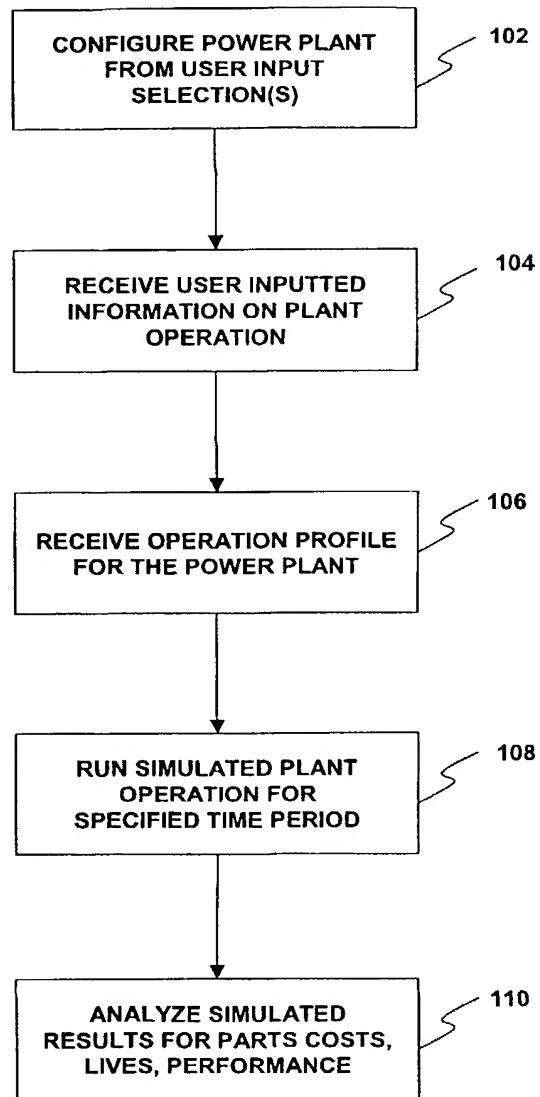 CONFIGURE POWER PLANT
FROM USER INPUT
SELECTION(S)
102
RECEIVE USER INPUTTED
INFORMATION ON PLANT
OPERATION
104
RECEIVE OPERATION PROFILE
FOR THE POWER PLANT
106
RUN SIMULATED PLANT
OPERATION FOR
SPECIFIED TIME PERIOD
108
ANALYZE SIMULATED
RESULTS FOR PARTS COSTS,
LIVES, PERFORMANCE
110